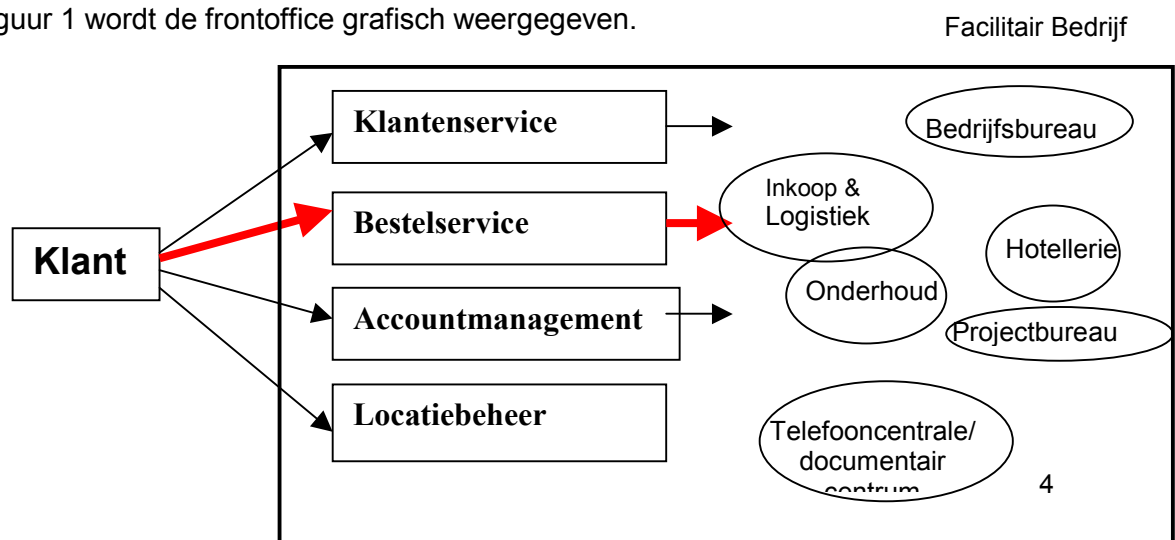 guur 1 wordt de frontoffice grafisch weergegeven.
Facilitair Bedrijf
Klantenservice
Bedrijfsbureau
Inkoop &
Logistiek
Bestelservice
Klant
Hotellerie
Onderhoud
Accountmanagement
Projectbureau
Locatiebeheer
Telefooncentrale/
documentair
centrum
4